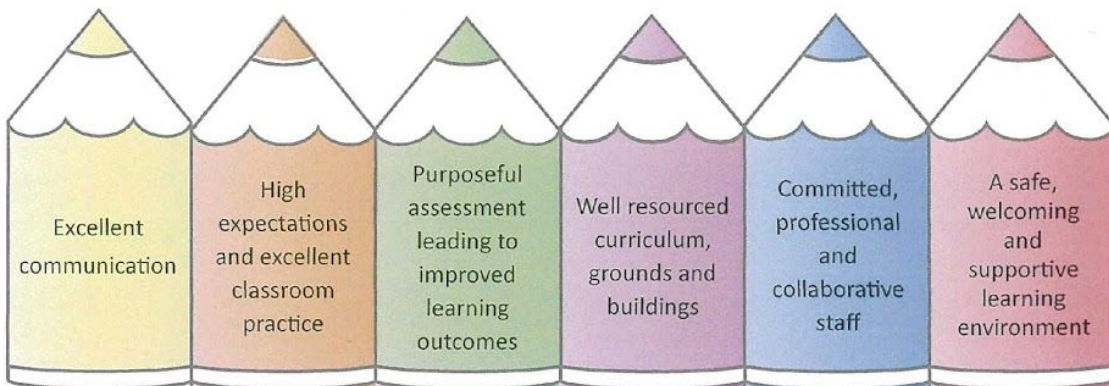 Excellent
communication
High
expectations
and excellent
classroom
practice
Purposeful
assessment
leading to
improved
learning
outcomes
Well resourced
curriculum,
grounds and
buildings
Committed,
professional
and
collaborative
staff
A safe,
welcoming
and
supportive
learning
environment